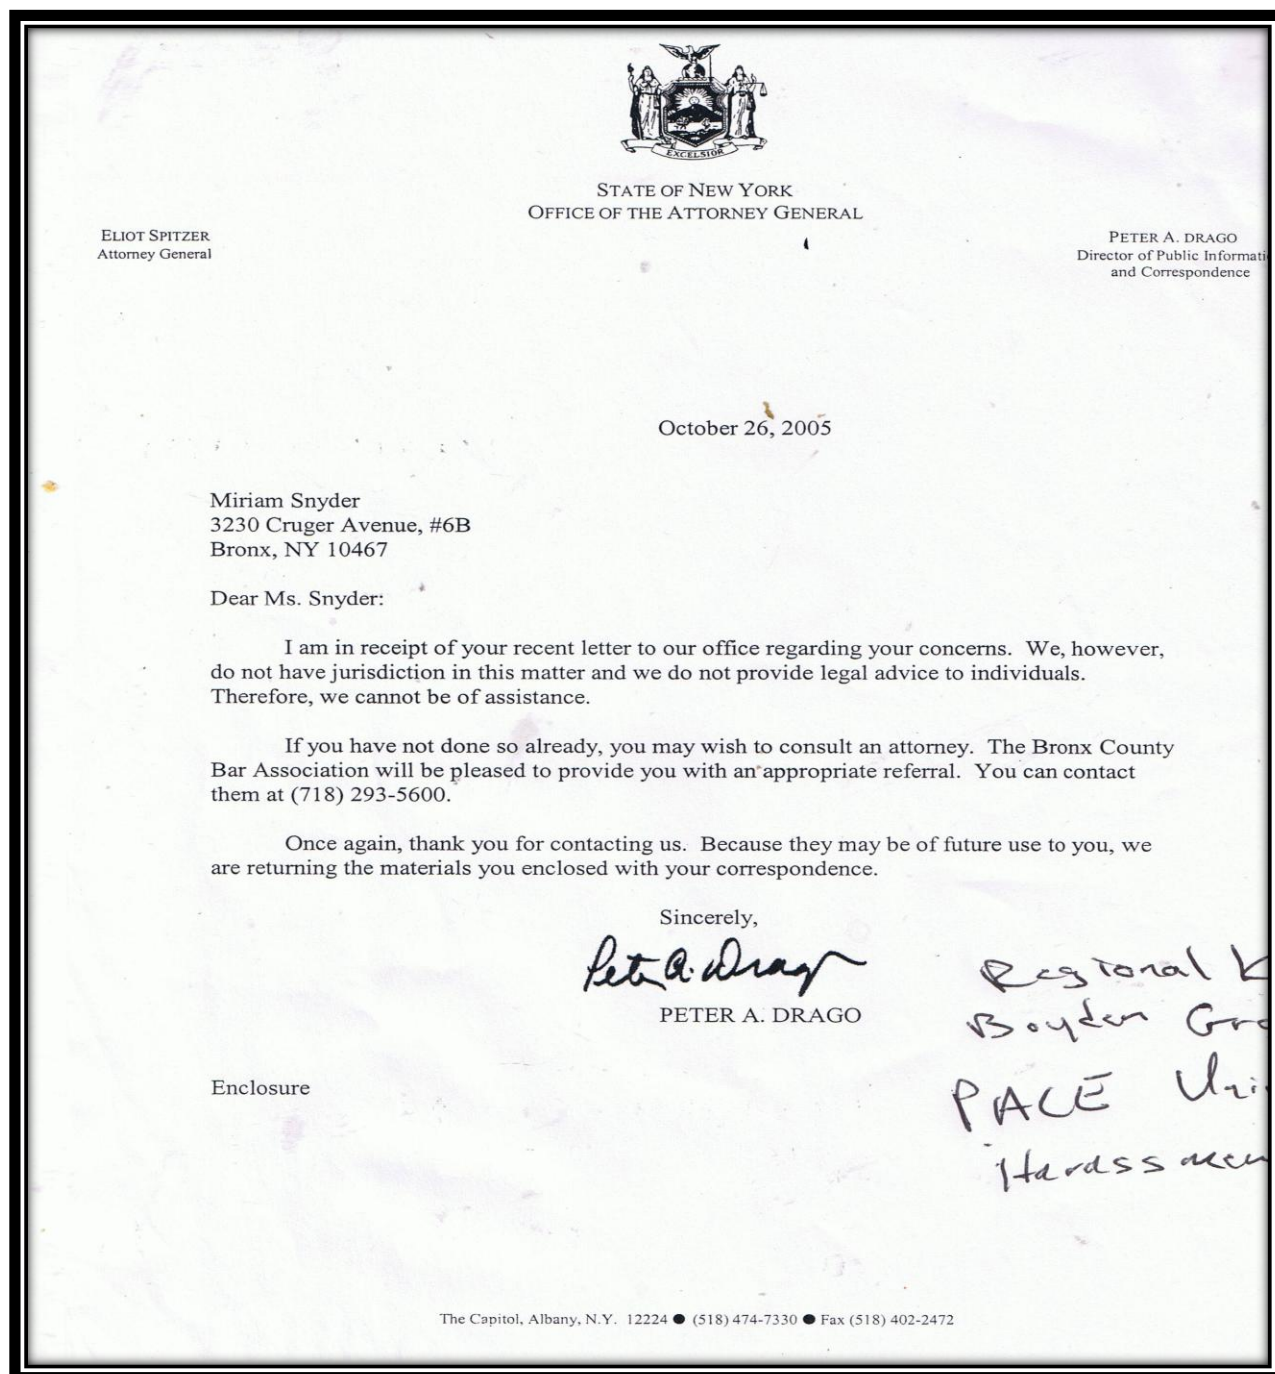 EXCELSIOR
STATE OF NEW YORK
OFFICE OF THE ATTORNEY GENERAL
ELIOT SPITZER
Attorney General
PETER A. DRAGO
Director of Public Informati
and Correspondence
October 26, 2005
Miriam Snyder
3230 Cruger Avenue, #6B
Bronx, NY 10467
Dear Ms. Snyder:
I am in receipt of your recent letter to our office regarding your concerns. We, however,
do not have jurisdiction in this matter and we do not provide legal advice to individuals.
Therefore, we cannot be of assistance.
If you have not done so already, you may wish to consult an attorney. The Bronx County
Bar Association will be pleased to provide you with an appropriate referral. You can contact
them at (718) 293-5600.
Once again, thank you for contacting us. Because they may be of future use to you, we
are returning the materials you enclosed with your correspondence.
Sincerely,
Peter A. Drago
PETER A. DRAGO
Regional
Boyden
PACE Uni
Enclosure
The Capitol, Albany, N.Y. 12224 ● (518) 474-7330 ● Fax (518) 402-2472